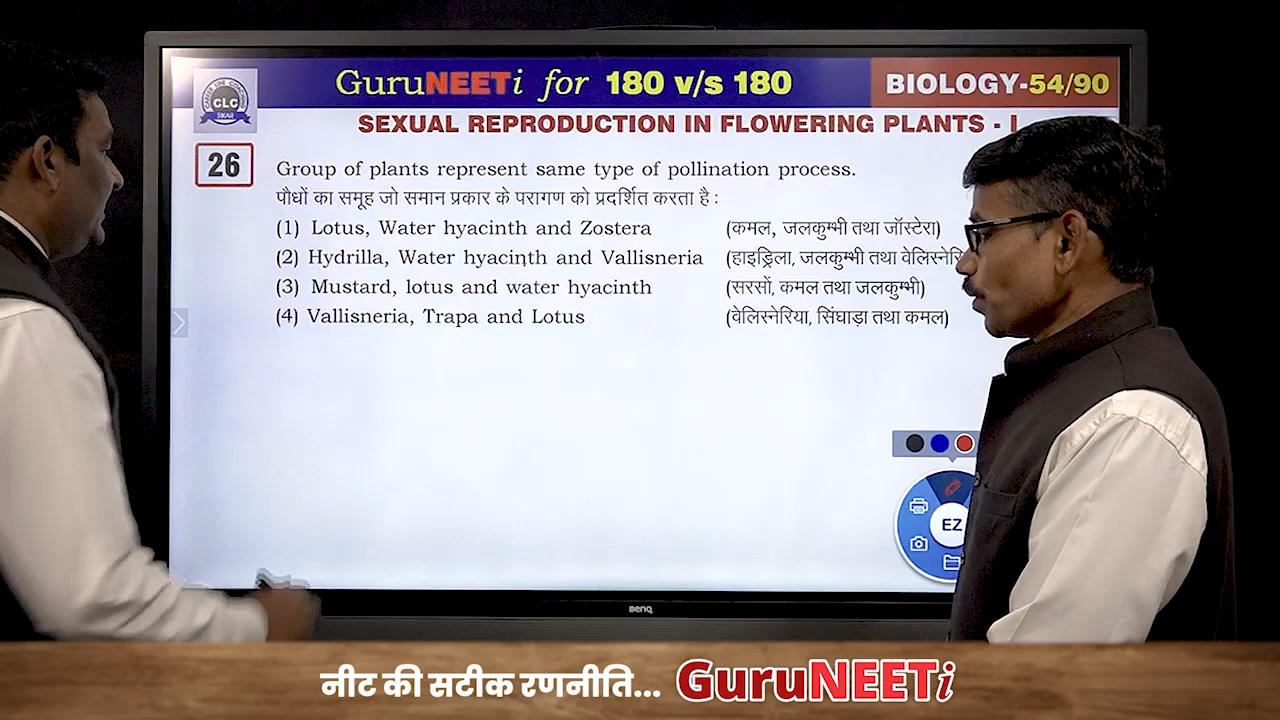 GuruNEETi for 180 v/s 180
BIOLOGY-54/90
CLC
SIKAR
SEXUAL REPRODUCTION IN FLOWERING PLANTS - I
26
Group of plants represent same type of pollination process.
पौधों का समूह जो समान प्रकार के परागण को प्रदर्शित करता है :
(1) Lotus, Water hyacinth and Zostera (कमल, जलकुम्भी तथा जॉस्टेरा)
(2) Hydrilla, Water hyacinth and Vallisneria (हाइड्रिला, जलकुम्भी तथा
(3) Mustard, lotus and water hyacinth (सरसों, कमल तथा जलकुम्भी)
(4) Vallisneria, Trapa and Lotus (वेलिस्नेरिया, सिंघाड़ा तथा कमल)
EZ
BenQ
नीट की सटीक रणनीति... GuruNEETi